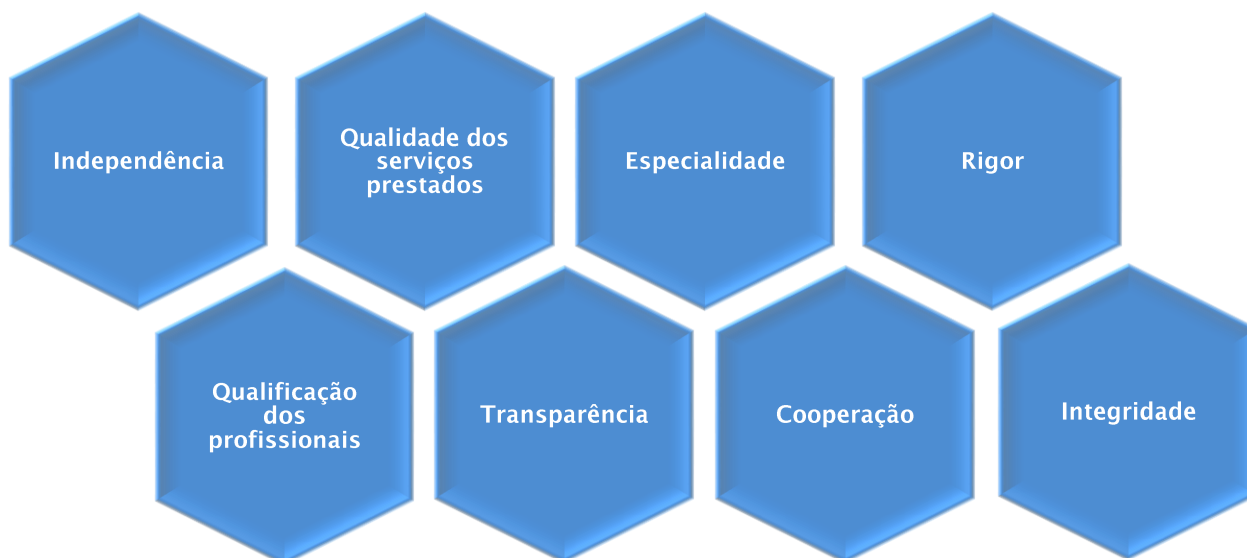 Independência
Qualidade dos
serviços
prestados
Especialidade
Rigor
Qualificação
dos
profissionais
Transparência
Cooperação
Integridade